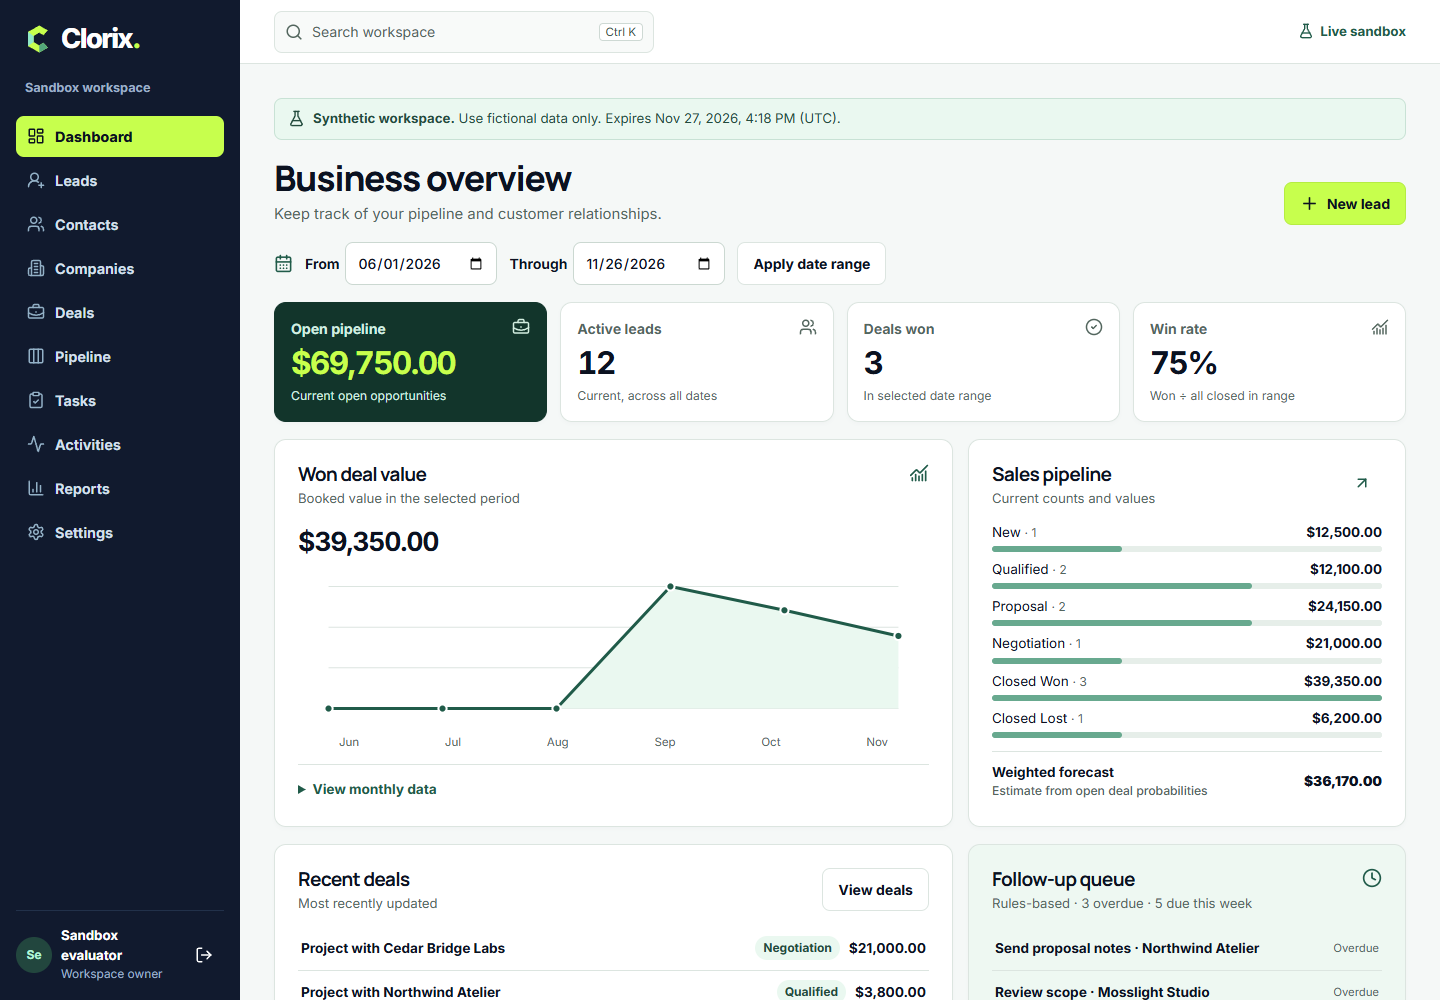 Clorix.
Sandbox workspace
Dashboard
Leads
Contacts
Companies
Deals
Pipeline
Tasks
Activities
Reports
Settings
Se
Sandbox
evaluator
Workspace owner
Search workspace
Ctrl K
Live sandbox
Synthetic workspace. Use fictional data only. Expires Nov 27, 2026, 4:18 PM (UTC).
Business overview
Keep track of your pipeline and customer relationships.
New lead
From 06/01/2026 Through 11/26/2026 Apply date range
Open pipeline
$69,750.00
Current open opportunities
Active leads
12
Current, across all dates
Deals won
3
In selected date range
Win rate
75%
Won ÷ all closed in range
Won deal value
Booked value in the selected period
$39,350.00
Jun Jul Aug Sep Oct Nov
View monthly data
Sales pipeline
Current counts and values
New · 1 $12,500.00
Qualified · 2 $12,100.00
Proposal · 2 $24,150.00
Negotiation · 1 $21,000.00
Closed Won · 3 $39,350.00
Closed Lost · 1 $6,200.00
Weighted forecast
Estimate from open deal probabilities
$36,170.00
Recent deals
Most recently updated
View deals
Project with Cedar Bridge Labs Negotiation $21,000.00
Project with Northwind Atelier Qualified $3,800.00
Follow-up queue
Rules-based · 3 overdue · 5 due this week
Send proposal notes · Northwind Atelier Overdue
Review scope · Mosslight Studio Overdue